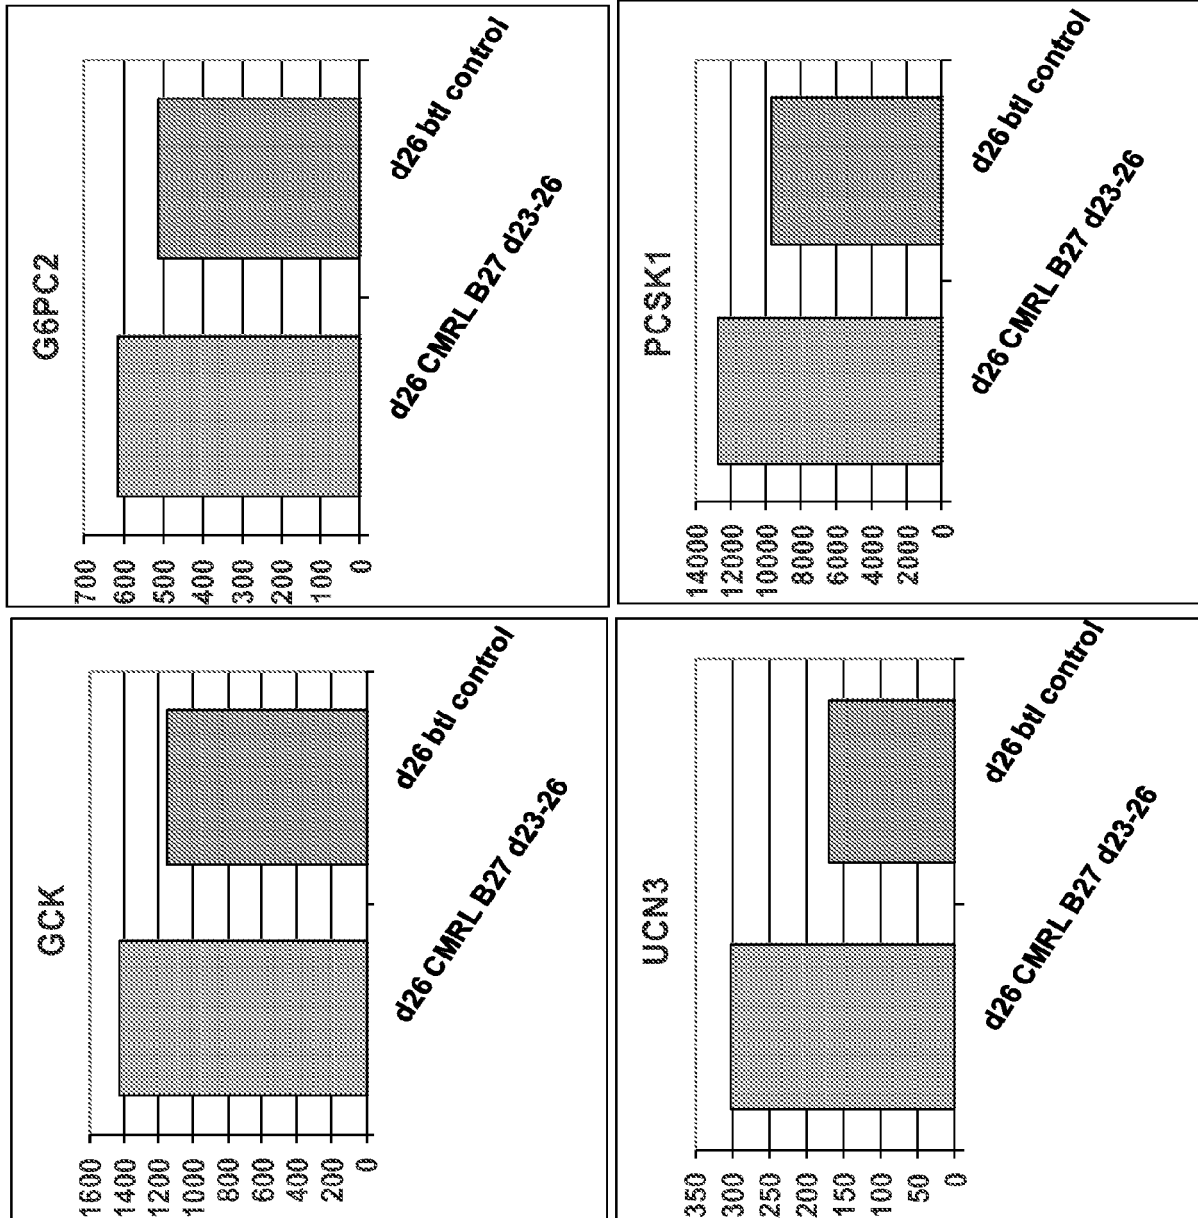 G6PC2
700
600
500
400
300
200
100
0
d26 CMRL B27 d23-26
d26 btl control
PCSK1
14000
12000
10000
8000
6000
4000
2000
0
d26 CMRL B27 d23-26
d26 btl control
GCK
1600
1400
1200
1000
800
600
400
200
0
d26 CMRL B27 d23-26
d26 btl control
UCN3
350
300
250
200
150
100
50
0
d26 CMRL B27 d23-26
d26 btl control